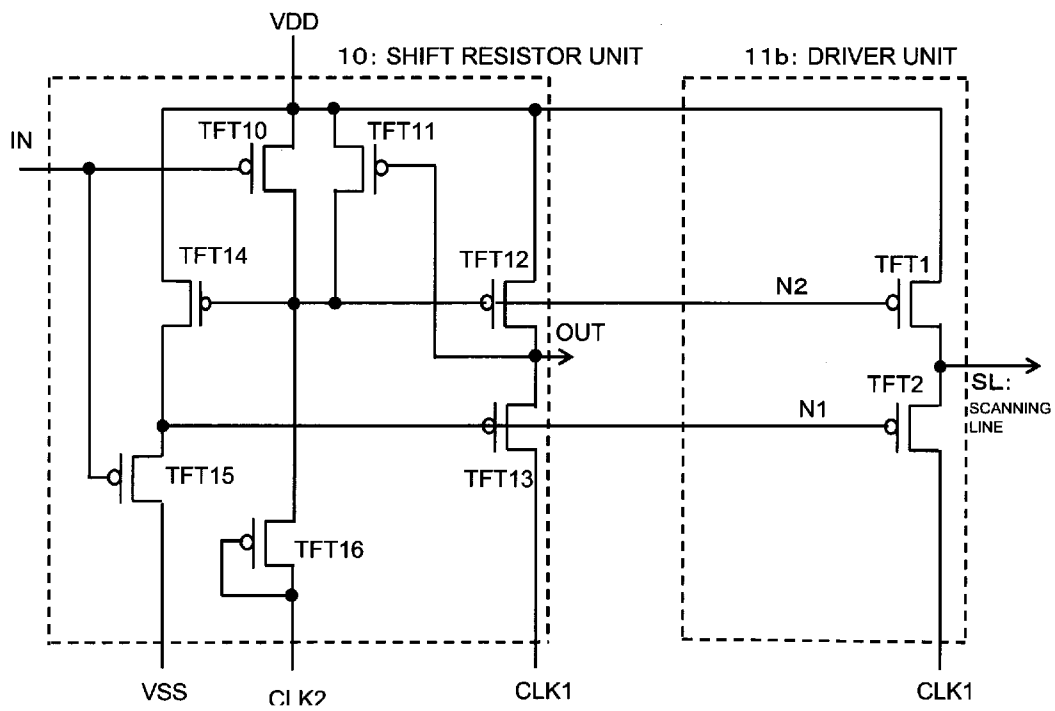 VDD
10: SHIFT RESISTOR UNIT
11b: DRIVER UNIT
IN
TFT10
TFT11
TFT14
TFT12
N2
TFT1
OUT
TFT2
SL:
SCANNING
LINE
N1
TFT15
TFT13
TFT16
VSS
CLK2
CLK1
CLK1